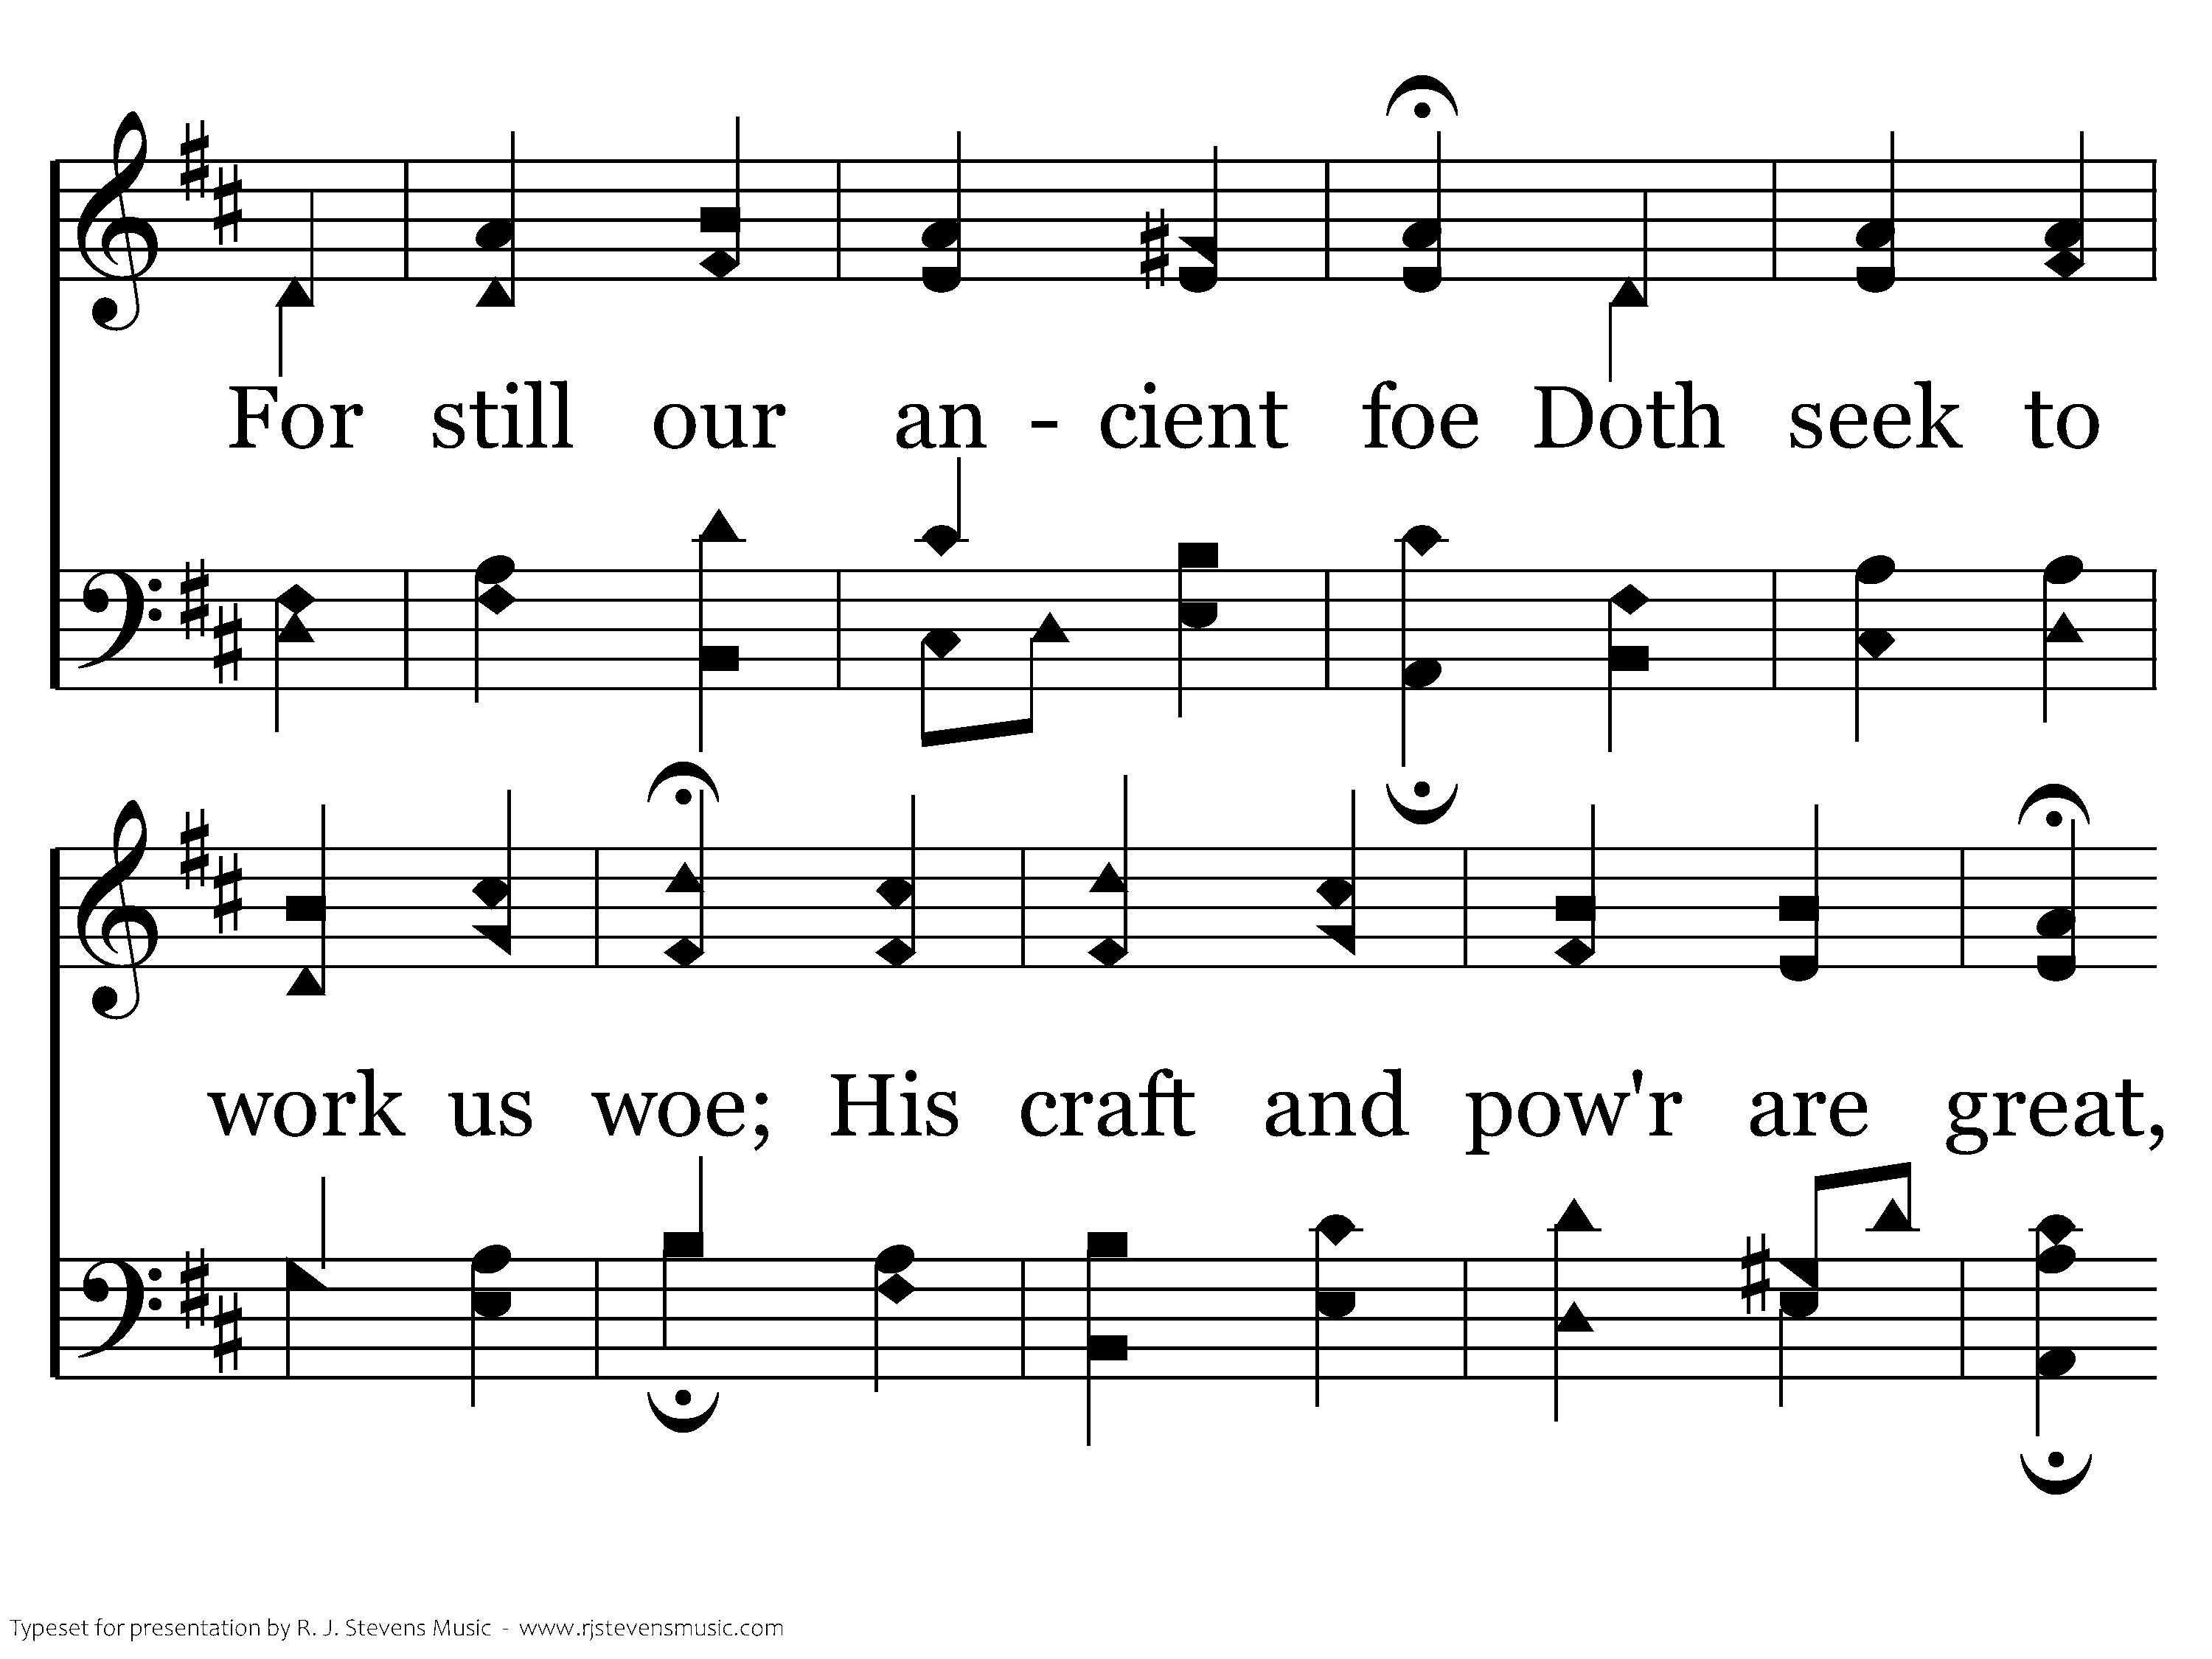 For still our an - cient foe Doth seek to
work us woe; His craft and pow'r are great,
Typeset for presentation by R. J. Stevens Music - www.rjstevensmusic.com